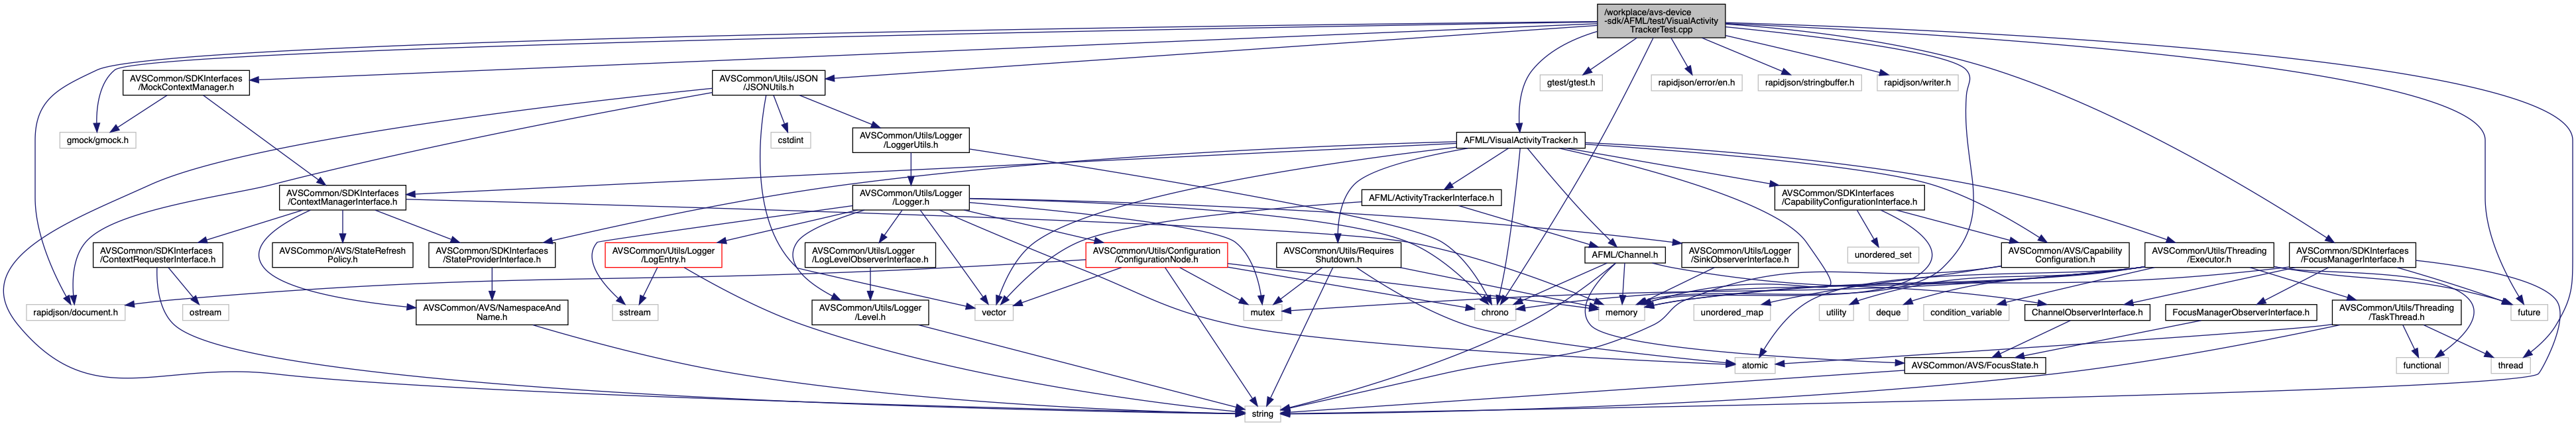 /workplace/avs-device
-sdk/AFML/test/VisualActivity
TrackerTest.cpp
AVSCommon/SDKInterfaces
/MockContextManager.h
AVSCommon/Utils/JSON
/JSONUtils.h
gtest/gtest.h
rapidjson/error/en.h
rapidjson/stringbuffer.h
rapidjson/writer.h
gmock/gmock.h
cstdint
AVSCommon/Utils/Logger
/LoggerUtils.h
AFML/VisualActivityTracker.h
AVSCommon/SDKInterfaces
/ContextManagerInterface.h
AVSCommon/Utils/Logger
/Logger.h
AFML/ActivityTrackerInterface.h
AVSCommon/SDKInterfaces
/CapabilityConfigurationInterface.h
AVSCommon/SDKInterfaces
/ContextRequesterInterface.h
AVSCommon/AVS/StateRefresh
Policy.h
AVSCommon/SDKInterfaces
/StateProviderInterface.h
AVSCommon/Utils/Logger
/LogEntry.h
AVSCommon/Utils/Logger
/LogLevelObserverInterface.h
AVSCommon/Utils/Configuration
/ConfigurationNode.h
AVSCommon/Utils/Requires
Shutdown.h
AFML/Channel.h
AVSCommon/Utils/Logger
/SinkObserverInterface.h
unordered_set
AVSCommon/AVS/Capability
Configuration.h
AVSCommon/Utils/Threading
/Executor.h
AVSCommon/SDKInterfaces
/FocusManagerInterface.h
rapidjson/document.h
ostream
AVSCommon/AVS/NamespaceAnd
Name.h
sstream
AVSCommon/Utils/Logger
/Level.h
vector
mutex
chrono
memory
unordered_map
utility
deque
condition_variable
ChannelObserverInterface.h
FocusManagerObserverInterface.h
AVSCommon/Utils/Threading
/TaskThread.h
future
atomic
AVSCommon/AVS/FocusState.h
functional
thread
string